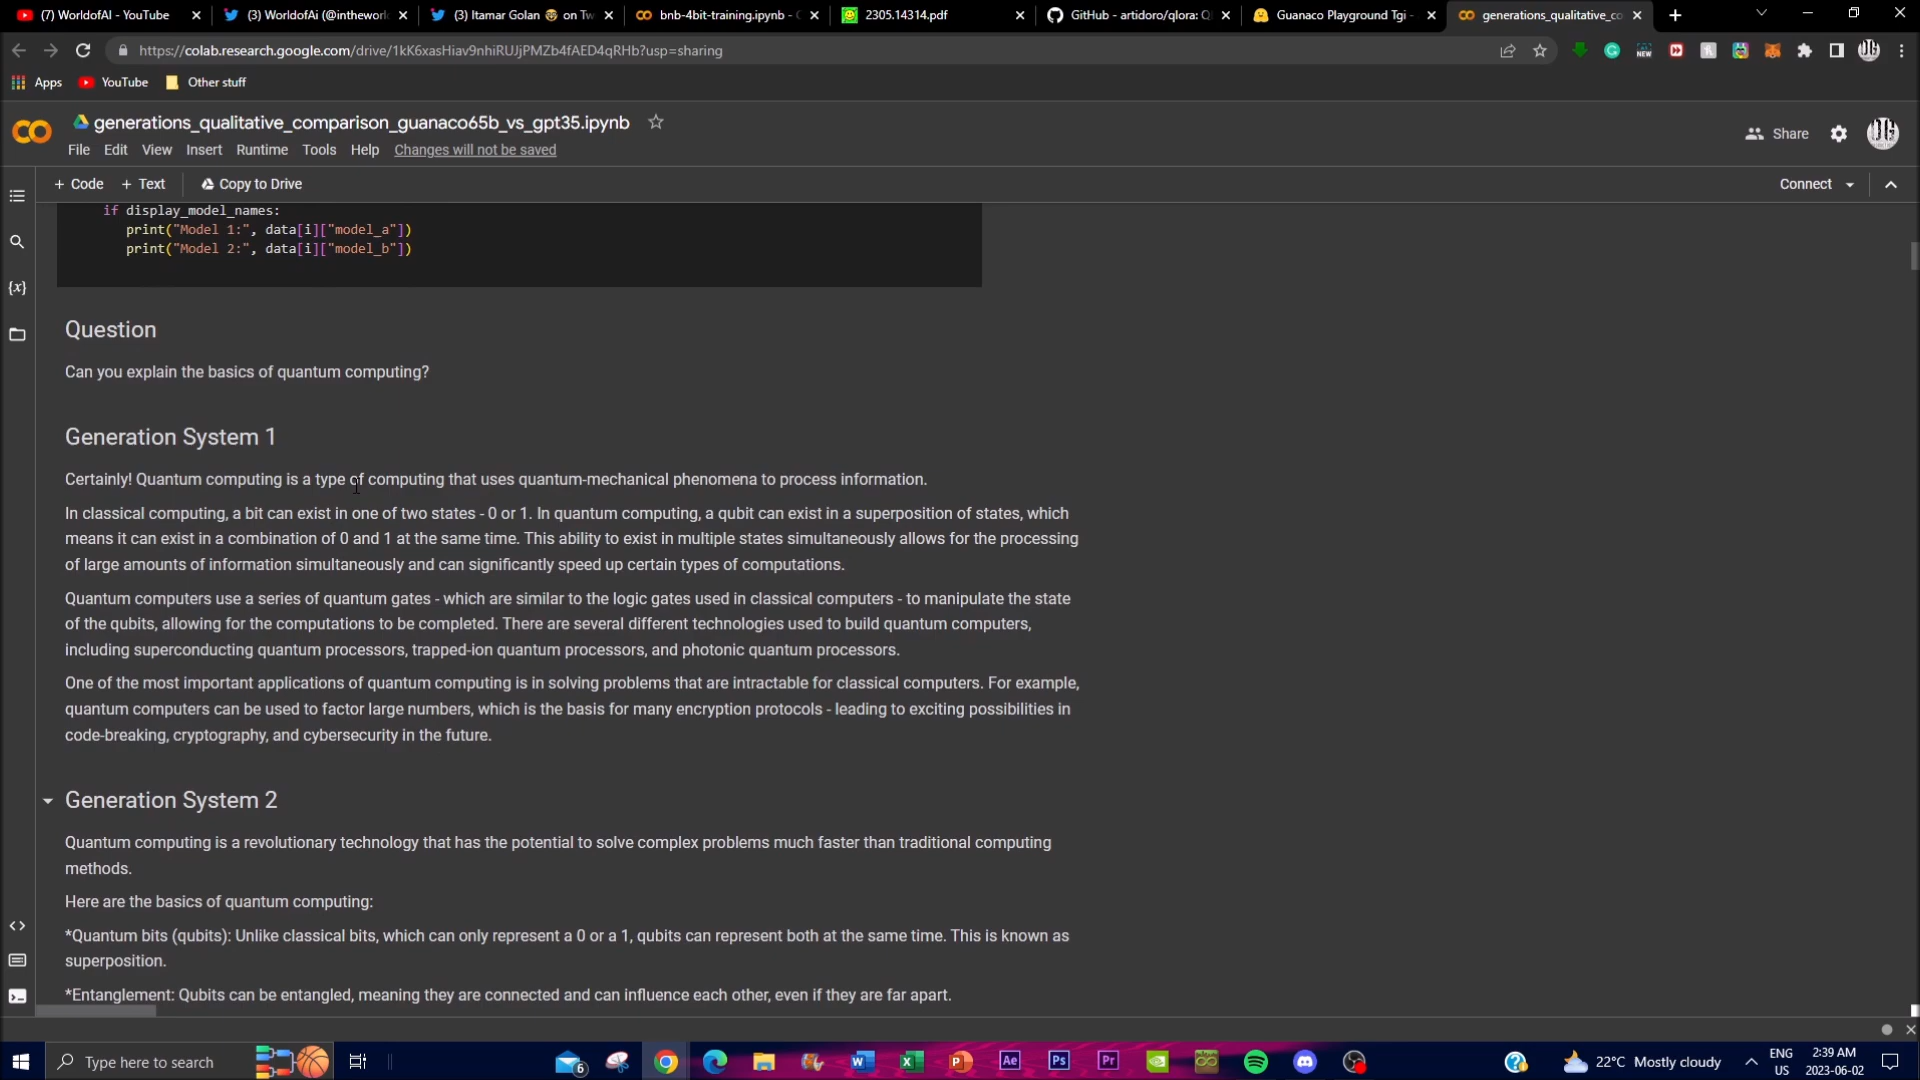 (7) WorldofAI - YouTube
(3) WorldofAi (@intheworl
(3) Itamar Golan 🤓 on Tw
bnb-4bit-training.ipynb - C
2305.14314.pdf
GitHub - artidoro/qlora: Q
Guanaco Playground Tgi -
generations_qualitative_co
https://colab.research.google.com/drive/1kK6xasHiav9nhiRUJjPMZb4fAED4qRHb?usp=sharing
Apps
YouTube
Other stuff
generations_qualitative_comparison_guanaco65b_vs_gpt35.ipynb
Share
File Edit View Insert Runtime Tools Help Changes will not be saved
+ Code + Text Copy to Drive
Connect
if display_model_names:
print("Model 1:", data[i]["model_a"])
print("Model 2:", data[i]["model_b"])
{x}
Question
Can you explain the basics of quantum computing?
Generation System 1
Certainly! Quantum computing is a type of computing that uses quantum-mechanical phenomena to process information.
In classical computing, a bit can exist in one of two states - 0 or 1. In quantum computing, a qubit can exist in a superposition of states, which
means it can exist in a combination of 0 and 1 at the same time. This ability to exist in multiple states simultaneously allows for the processing
of large amounts of information simultaneously and can significantly speed up certain types of computations.
Quantum computers use a series of quantum gates - which are similar to the logic gates used in classical computers - to manipulate the state
of the qubits, allowing for the computations to be completed. There are several different technologies used to build quantum computers,
including superconducting quantum processors, trapped-ion quantum processors, and photonic quantum processors.
One of the most important applications of quantum computing is in solving problems that are intractable for classical computers. For example,
quantum computers can be used to factor large numbers, which is the basis for many encryption protocols - leading to exciting possibilities in
code-breaking, cryptography, and cybersecurity in the future.
Generation System 2
Quantum computing is a revolutionary technology that has the potential to solve complex problems much faster than traditional computing
methods.
Here are the basics of quantum computing:
*Quantum bits (qubits): Unlike classical bits, which can only represent a 0 or a 1, qubits can represent both at the same time. This is known as
superposition.
*Entanglement: Qubits can be entangled, meaning they are connected and can influence each other, even if they are far apart.
Type here to search
6
Ae
Ps
Pr
22°C Mostly cloudy
ENG
US
2:39 AM
2023-06-02